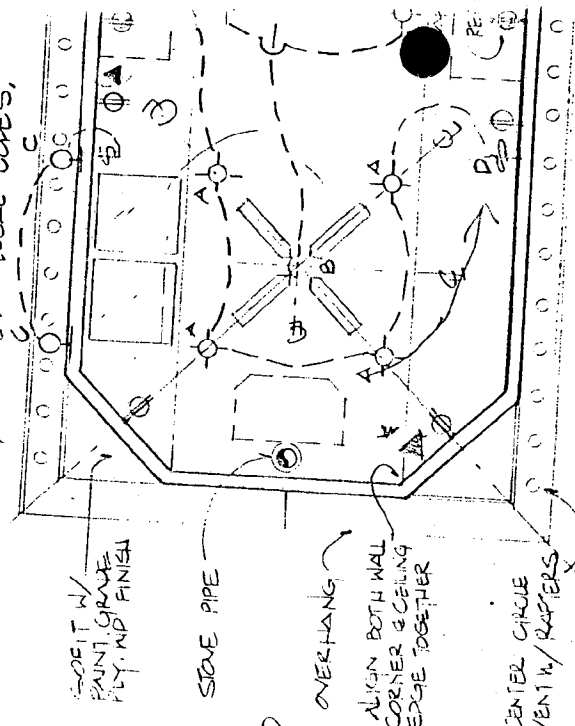 SOFIT W/
PAINT GRADE
PLY. WD FINISH
STOVE PIPE
OVERHANG
ALIGN BOTH WALL
CORNER & CEILING
EDGE TOGETHER
CENTER CIRCLE
VENT W/ RAFTERS
A
A
A
A
B
C
C